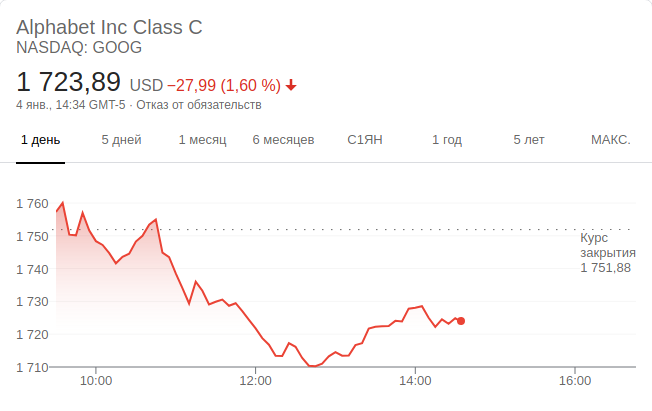 Alphabet Inc Class C
NASDAQ: GOOG
1 723,89 USD −27,99 (1,60 %)
4 янв., 14:34 GMT-5 · Отказ от обязательств
1 день 5 дней 1 месяц 6 месяцев С1ЯН 1 год 5 лет МАКС.
1 760
1 750
Курс
закрытия
1 751,88
1 740
1 730
1 720
1 710
10:00 12:00 14:00 16:00